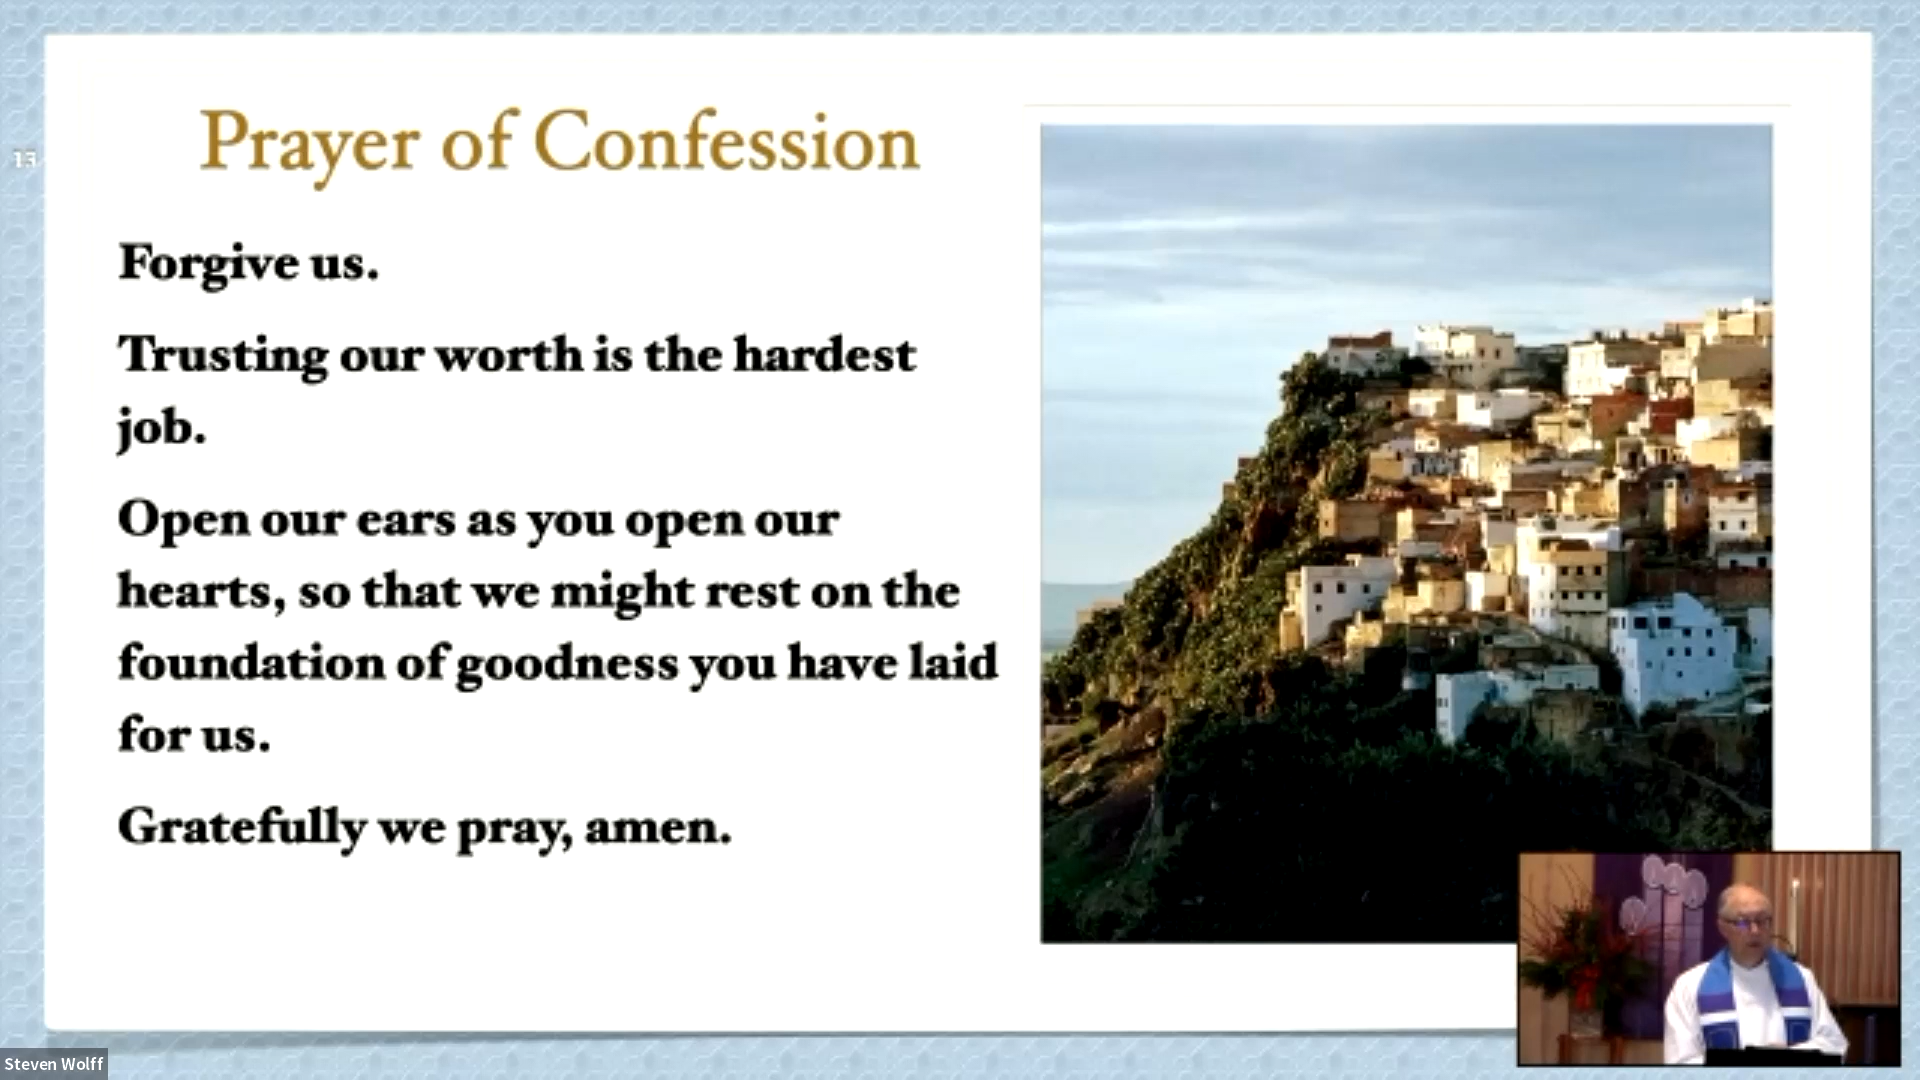 Prayer of Confession
13
Forgive us.
Trusting our worth is the hardest
job.
Open our ears as you open our
hearts, so that we might rest on the
foundation of goodness you have laid
for us.
Gratefully we pray, amen.
Steven Wolff